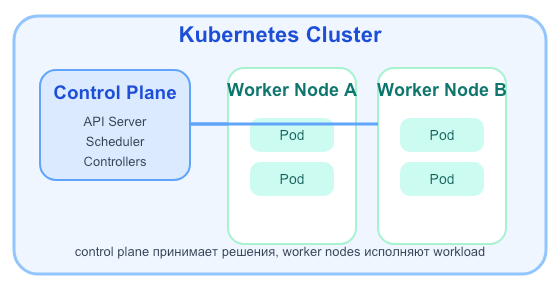 Kubernetes Cluster
Control Plane
API Server
Scheduler
Controllers
Worker Node A
Pod
Pod
Worker Node B
Pod
Pod
control plane принимает решения, worker nodes исполняют workload